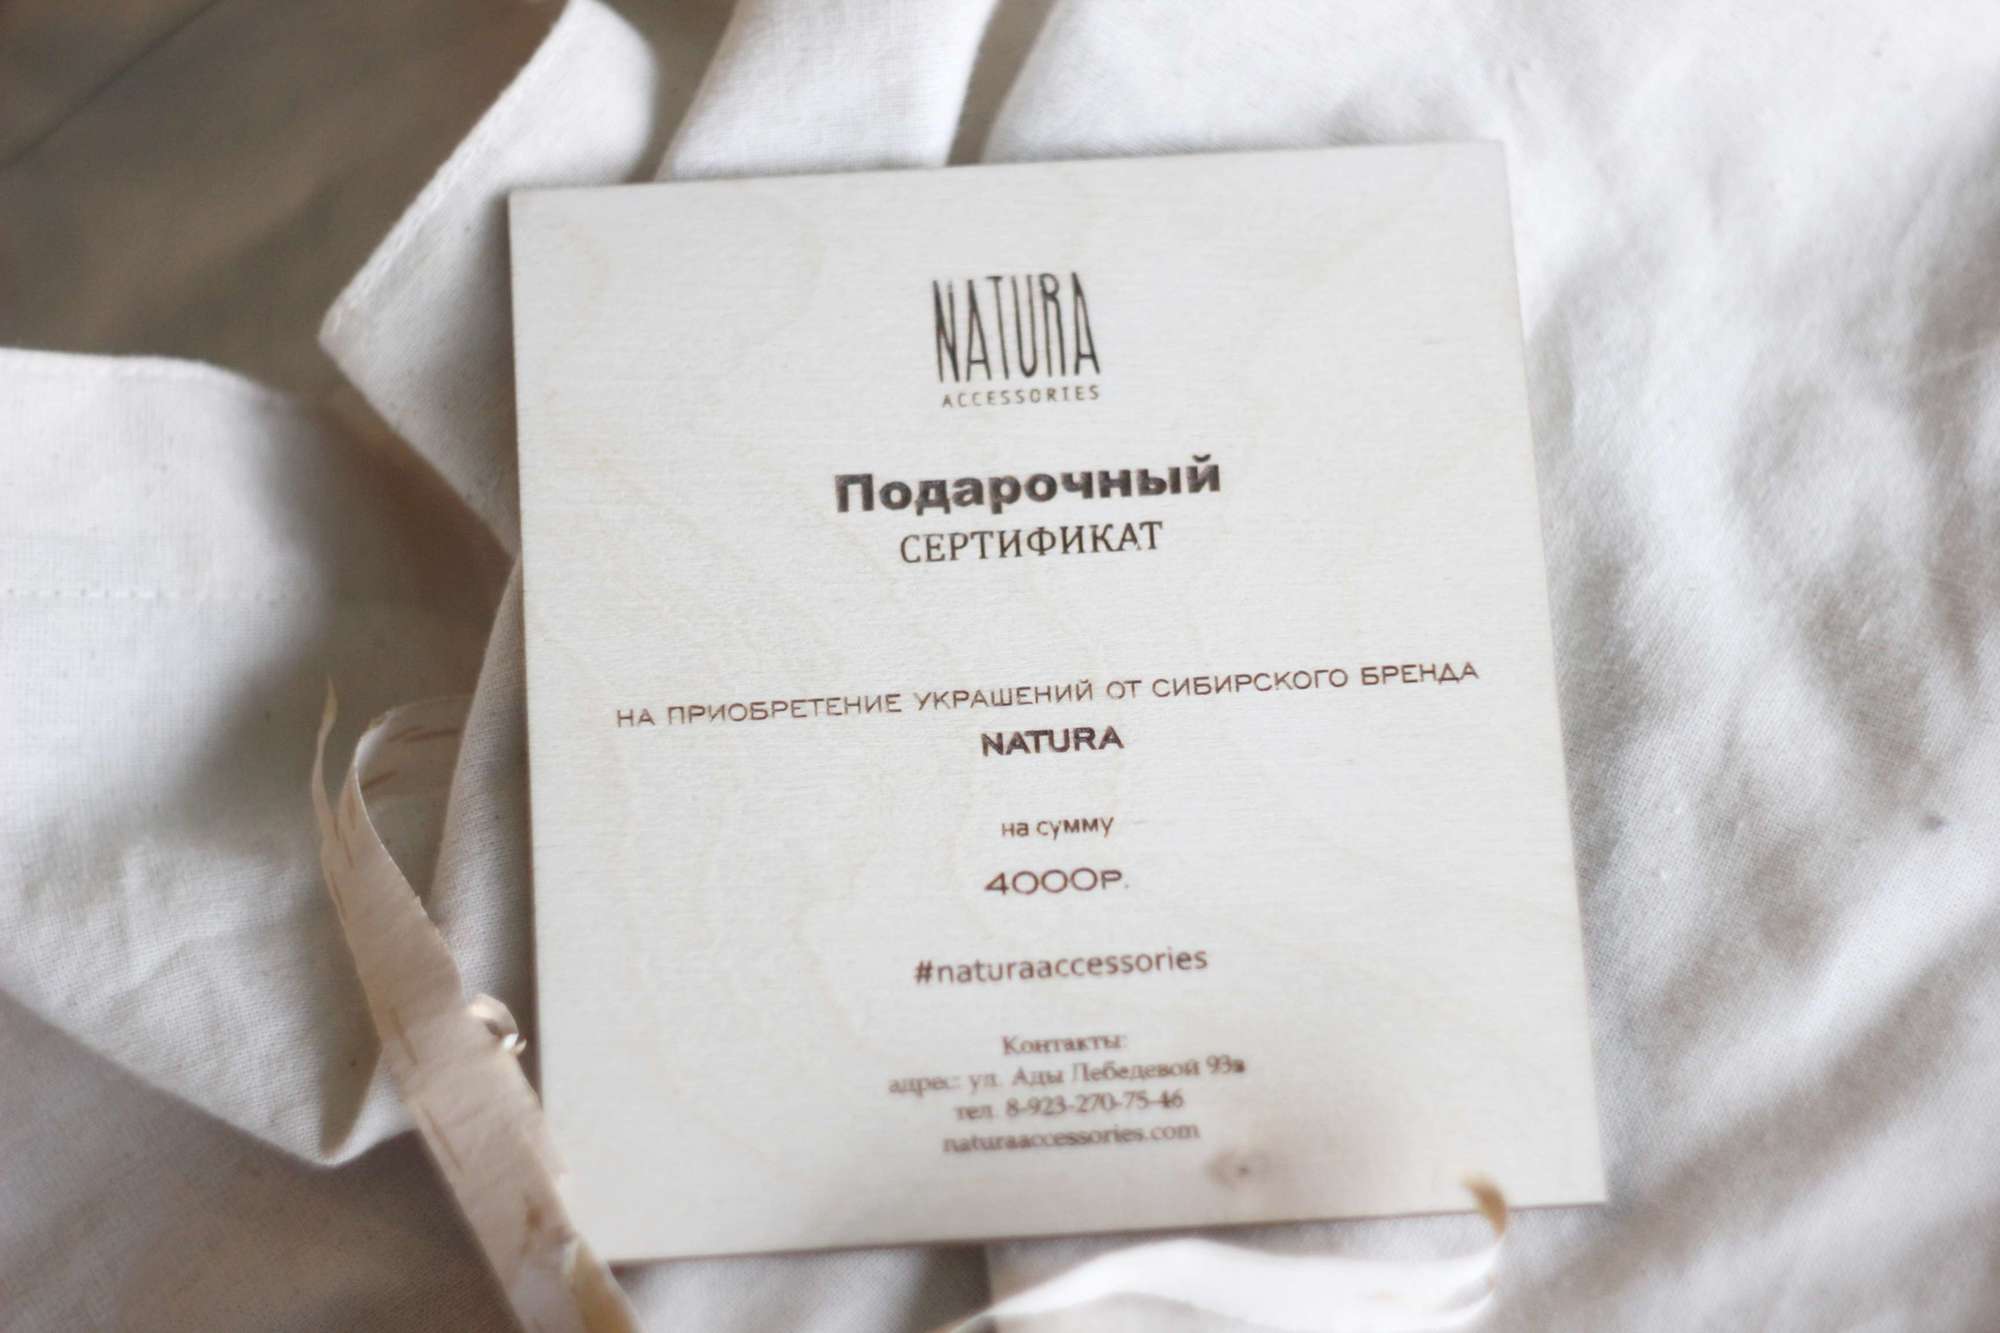 NATURA
ACCESSORIES
Подарочный
СЕРТИФИКАТ
НА ПРИОБРЕТЕНИЕ УКРАШЕНИЙ ОТ СИБИРСКОГО БРЕНДА
NATURA
на сумму
4000Р.
#naturaaccessories
Контакты:
адрес: ул. Ады Лебедевой 93а
тел. 8-923-270-75-46
naturaaccessories.com